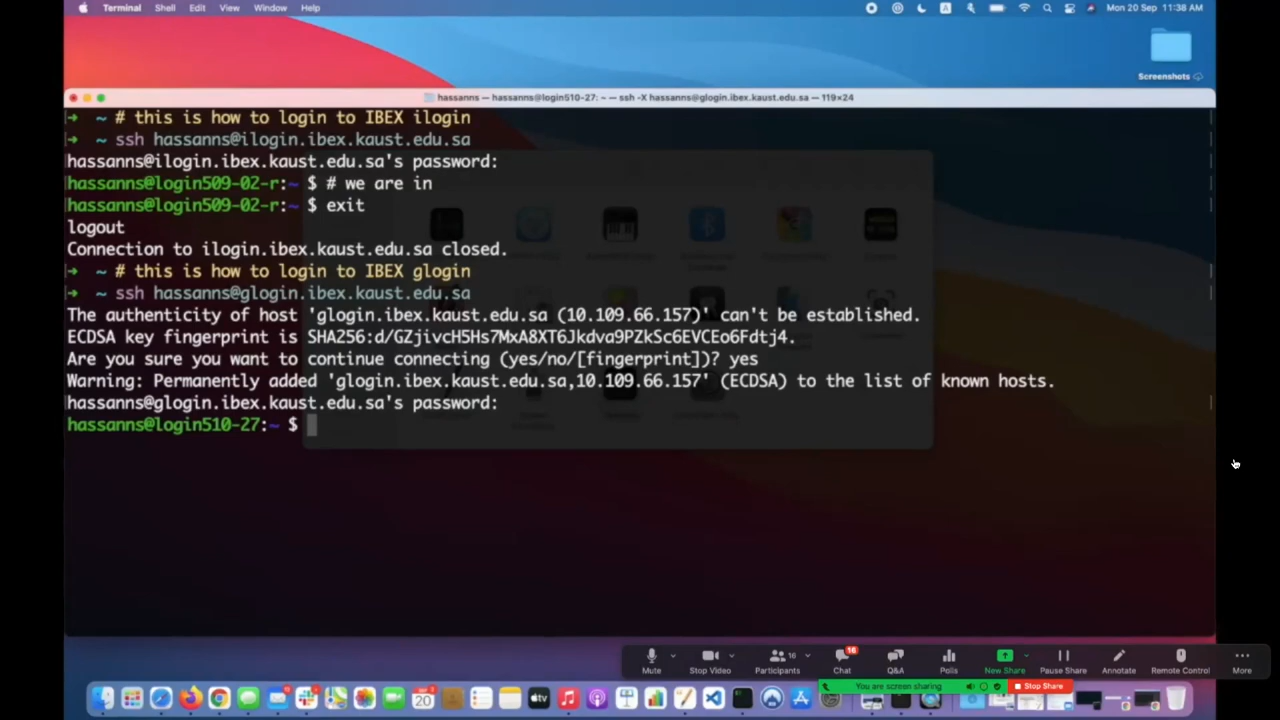 Terminal Shell Edit View Window Help
A
Mon 20 Sep 11:38 AM
Screenshots
hassanns — hassanns@login510-27: ~ — ssh -X hassanns@glogin.ibex.kaust.edu.sa — 119×24
➜ ~ # this is how to login to IBEX ilogin
➜ ~ ssh hassanns@ilogin.ibex.kaust.edu.sa
hassanns@ilogin.ibex.kaust.edu.sa's password:
hassanns@login509-02-r:~ $ # we are in
hassanns@login509-02-r:~ $ exit
logout
Connection to ilogin.ibex.kaust.edu.sa closed.
➜ ~ # this is how to login to IBEX glogin
➜ ~ ssh hassanns@glogin.ibex.kaust.edu.sa
The authenticity of host 'glogin.ibex.kaust.edu.sa (10.109.66.157)' can't be established.
ECDSA key fingerprint is SHA256:d/GZjivcH5Hs7MxA8XT6Jkdva9PZkSc6EVCEo6Fdtj4.
Are you sure you want to continue connecting (yes/no/[fingerprint])? yes
Warning: Permanently added 'glogin.ibex.kaust.edu.sa,10.109.66.157' (ECDSA) to the list of known hosts.
hassanns@glogin.ibex.kaust.edu.sa's password:
hassanns@login510-27:~ $
16
16
Mute Stop Video Participants Chat Q&A Polls New Share Pause Share Annotate Remote Control More
You are screen sharing
Stop Share
20
tv